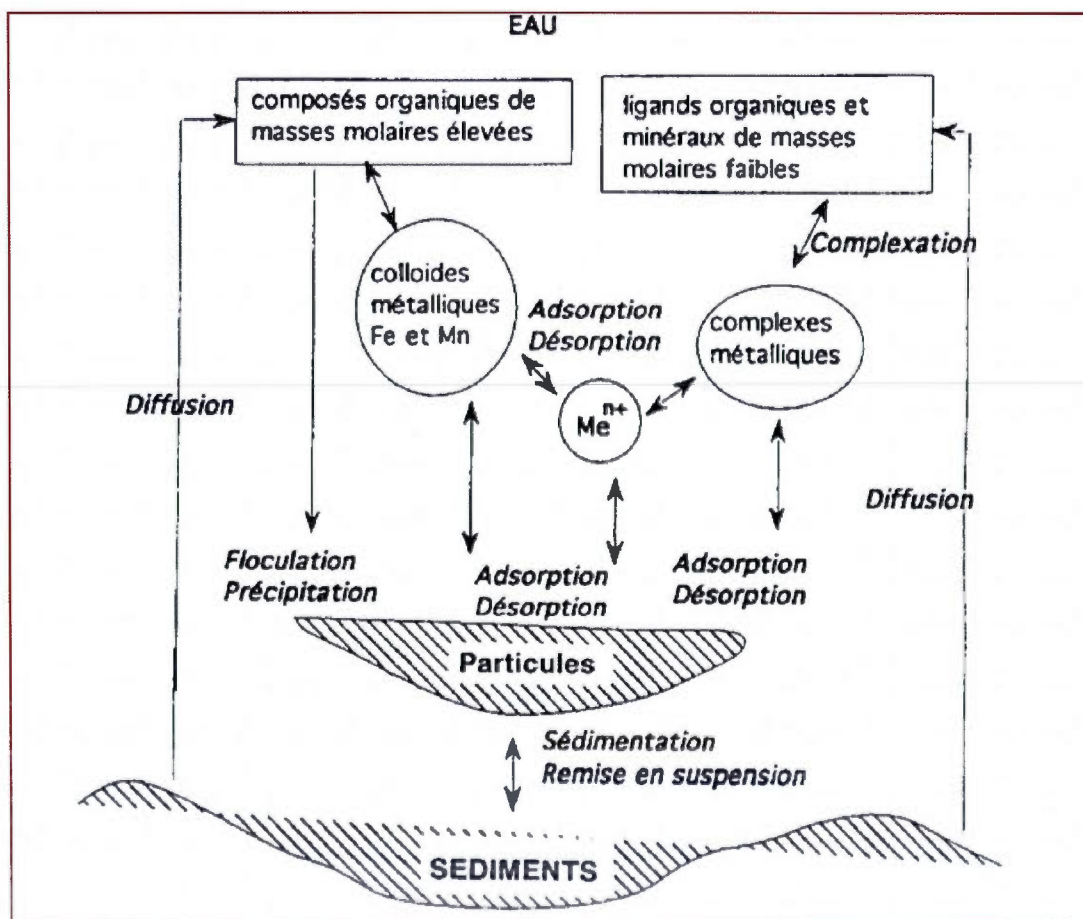 EAU
composés organiques de
masses molaires élevées
ligands organiques et
minéraux de masses
molaires faibles
Complexation
colloides
métalliques
Fe et Mn
Adsorption
Désorption
complexes
métalliques
Me^n+
Diffusion
Diffusion
Floculation
Précipitation
Adsorption
Désorption
Adsorption
Désorption
Particules
Sédimentation
Remise en suspension
SEDIMENTS